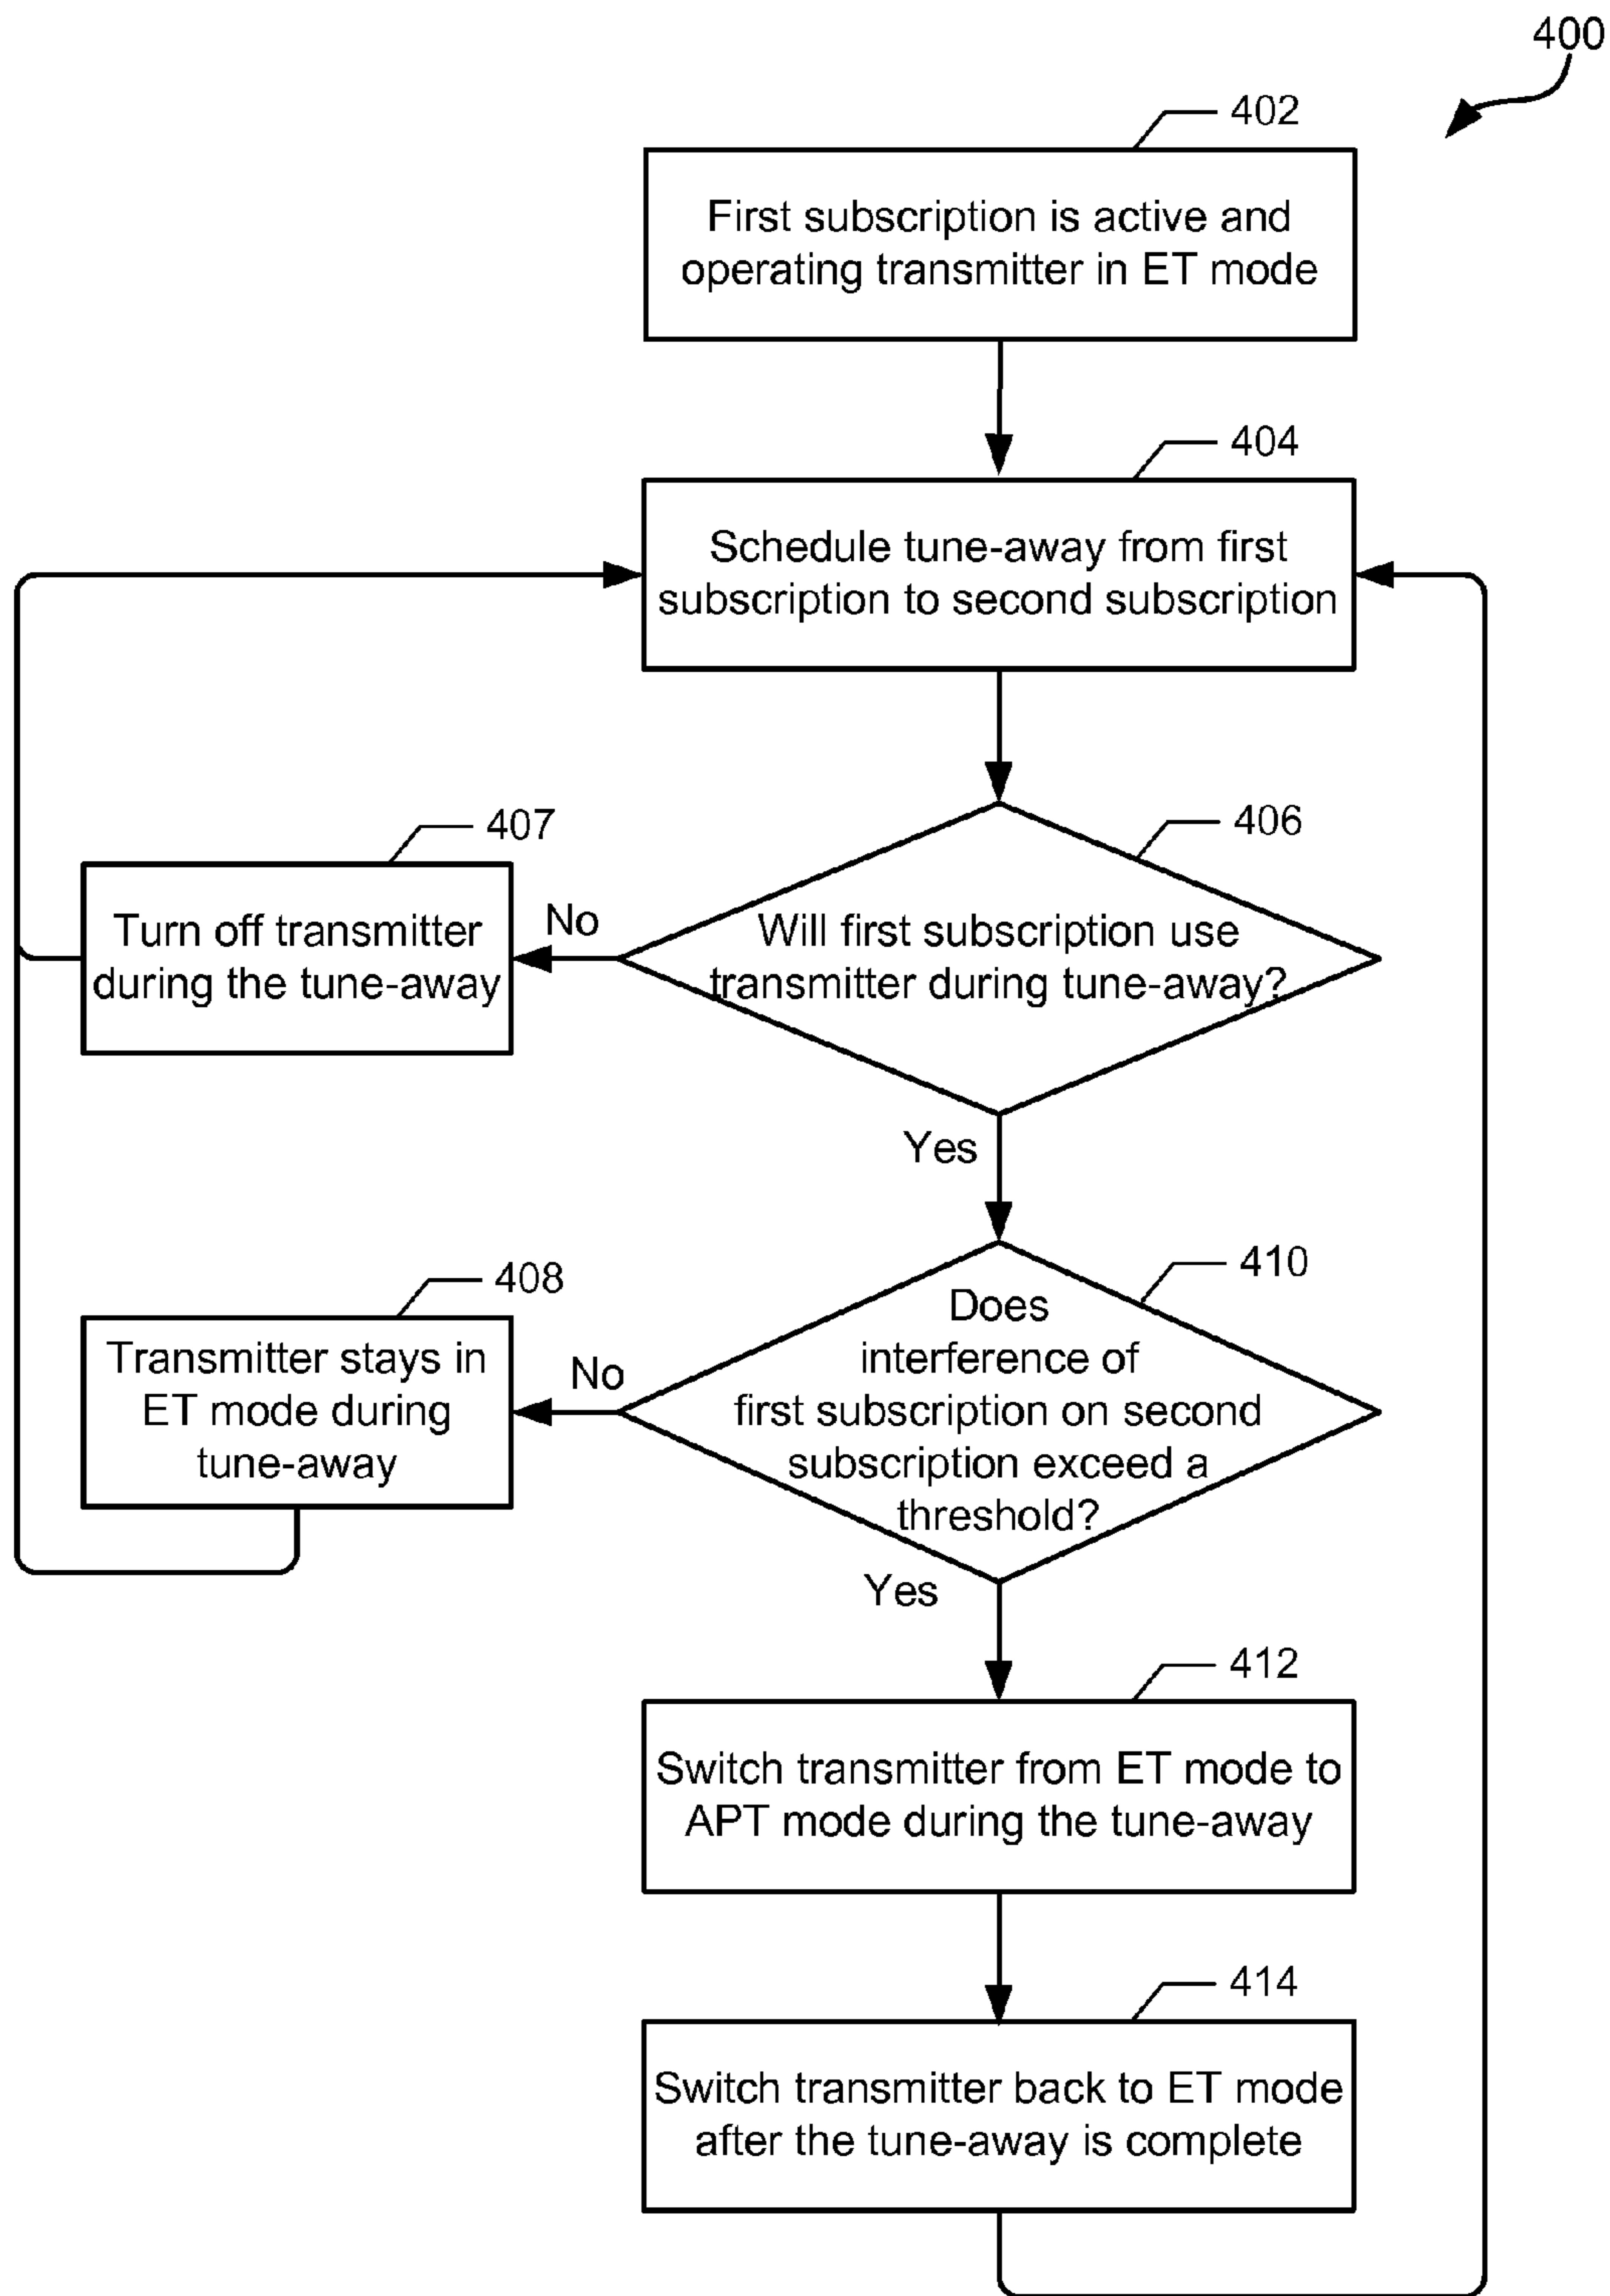 400
402
First subscription is active and
operating transmitter in ET mode
404
Schedule tune-away from first
subscription to second subscription
406
Will first subscription use
transmitter during tune-away?
No
407
Turn off transmitter
during the tune-away
Yes
410
Does
interference of
first subscription on second
subscription exceed a
threshold?
No
408
Transmitter stays in
ET mode during
tune-away
Yes
412
Switch transmitter from ET mode to
APT mode during the tune-away
414
Switch transmitter back to ET mode
after the tune-away is complete